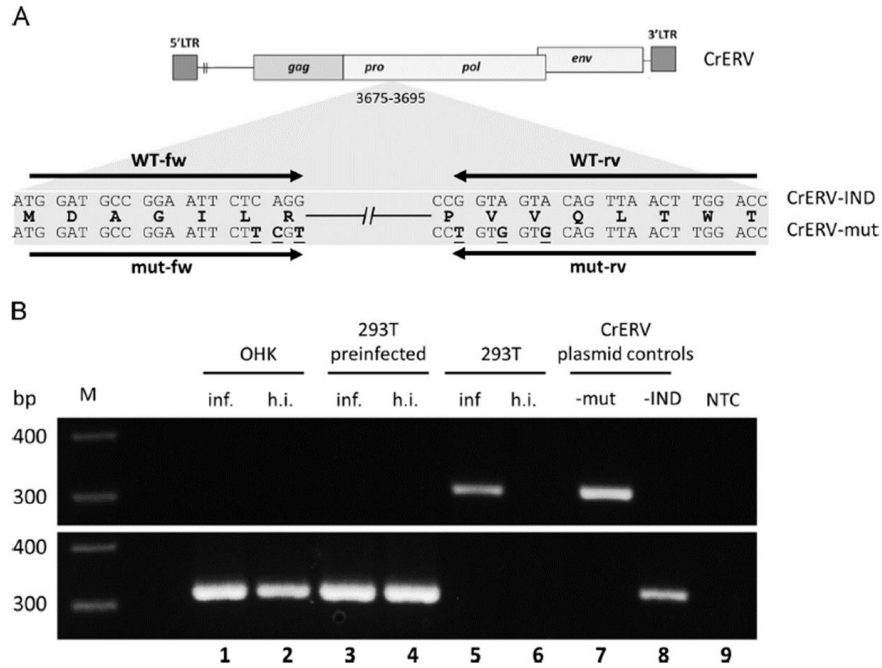 A
5'LTR
3'LTR
gag
pro
pol
env
CrERV
3675-3695
WT-fw
WT-rv
ATG GAT GCC GGA ATT CTC AGG
CCG GTA GTA CAG TTA ACT TGG ACC
CrERV-IND
M D A G I L R
P V V Q L T W T
ATG GAT GCC GGA ATT CTT CGT
CCT GTG GTG CAG TTA ACT TGG ACC
CrERV-mut
mut-fw
mut-rv
B
OHK
293T preinfected
293T
CrERV plasmid controls
bp
M
inf.
h.i.
inf.
h.i.
inf
h.i.
-mut
-IND
NTC
400
300
400
300
1
2
3
4
5
6
7
8
9